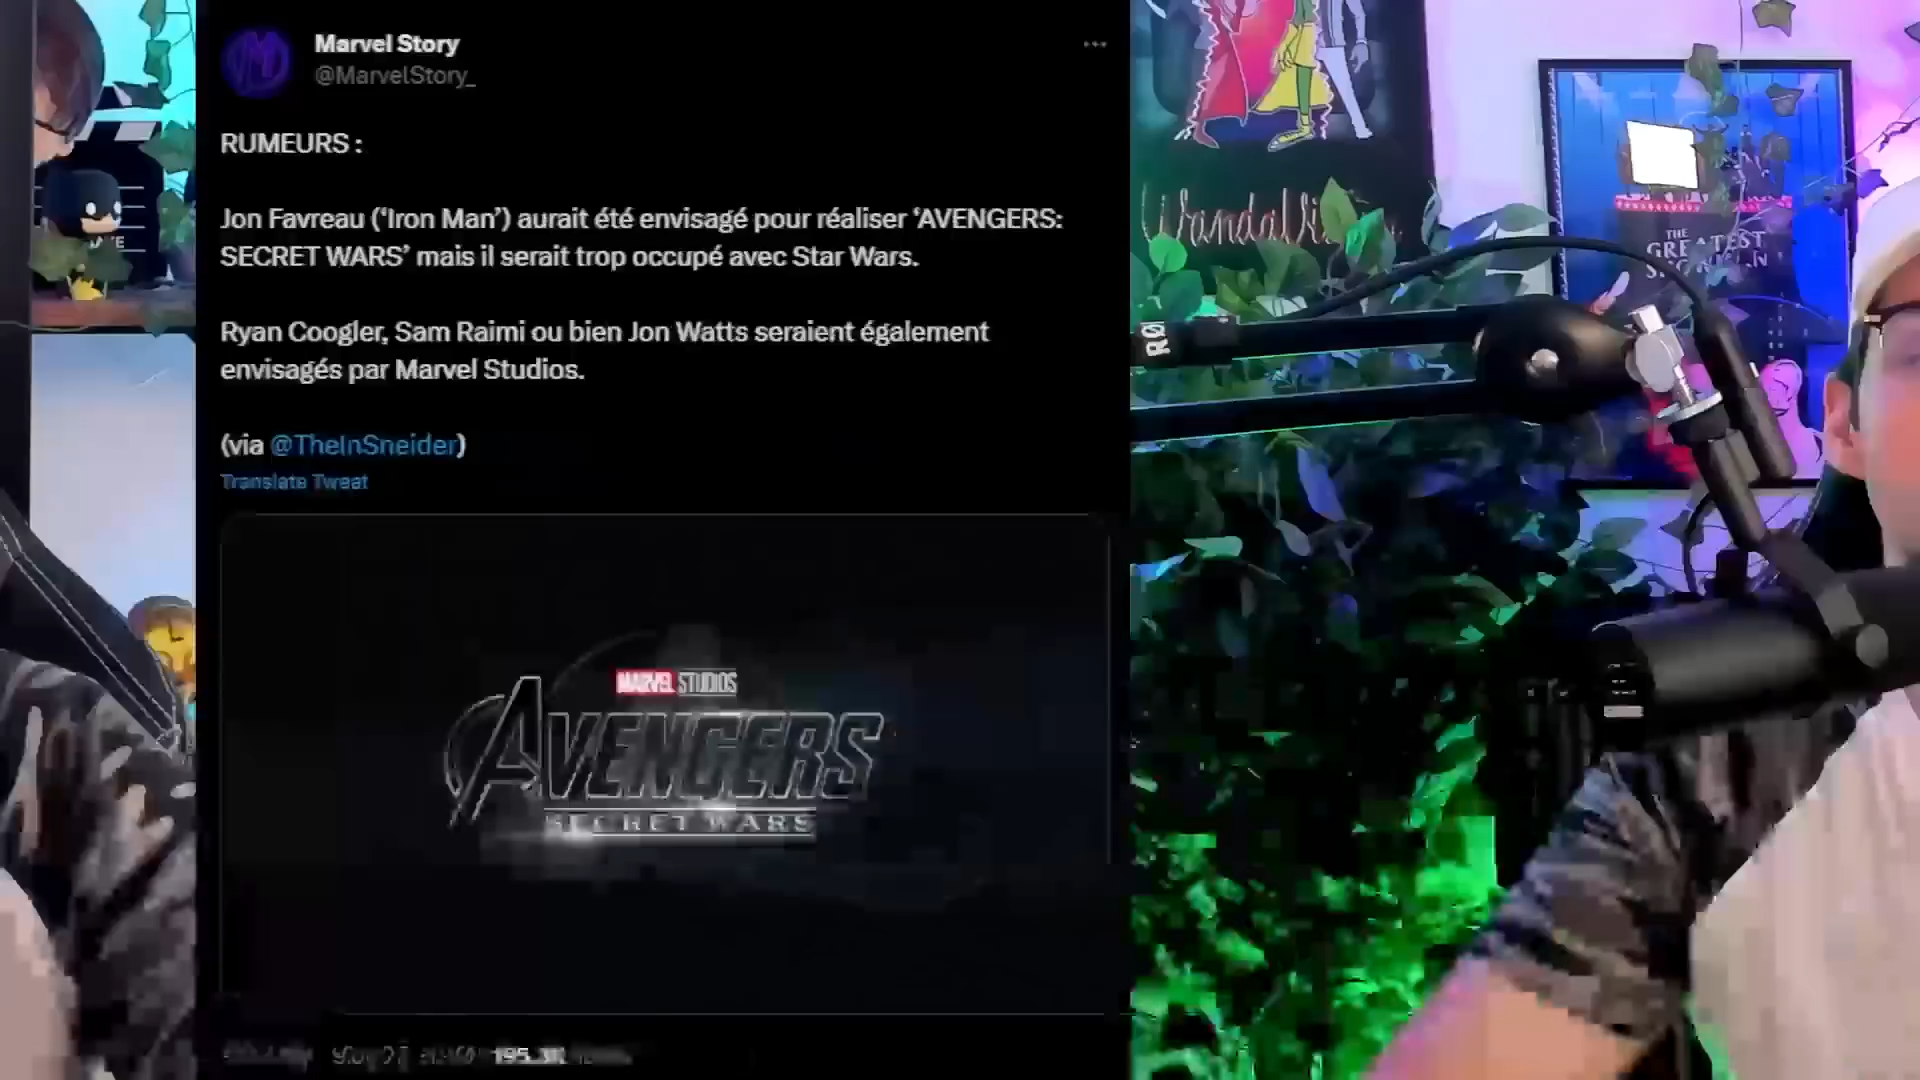 Marvel Story
@MarvelStory_
RUMEURS :
Jon Favreau (‘Iron Man’) aurait été envisagé pour réaliser ‘AVENGERS:
SECRET WARS’ mais il serait trop occupé avec Star Wars.
Ryan Coogler, Sam Raimi ou bien Jon Watts seraient également
envisagés par Marvel Studios.
(via @TheInSneider)
Translate Tweet
MARVEL STUDIOS
AVENGERS
SECRET WARS
THE
GREATEST